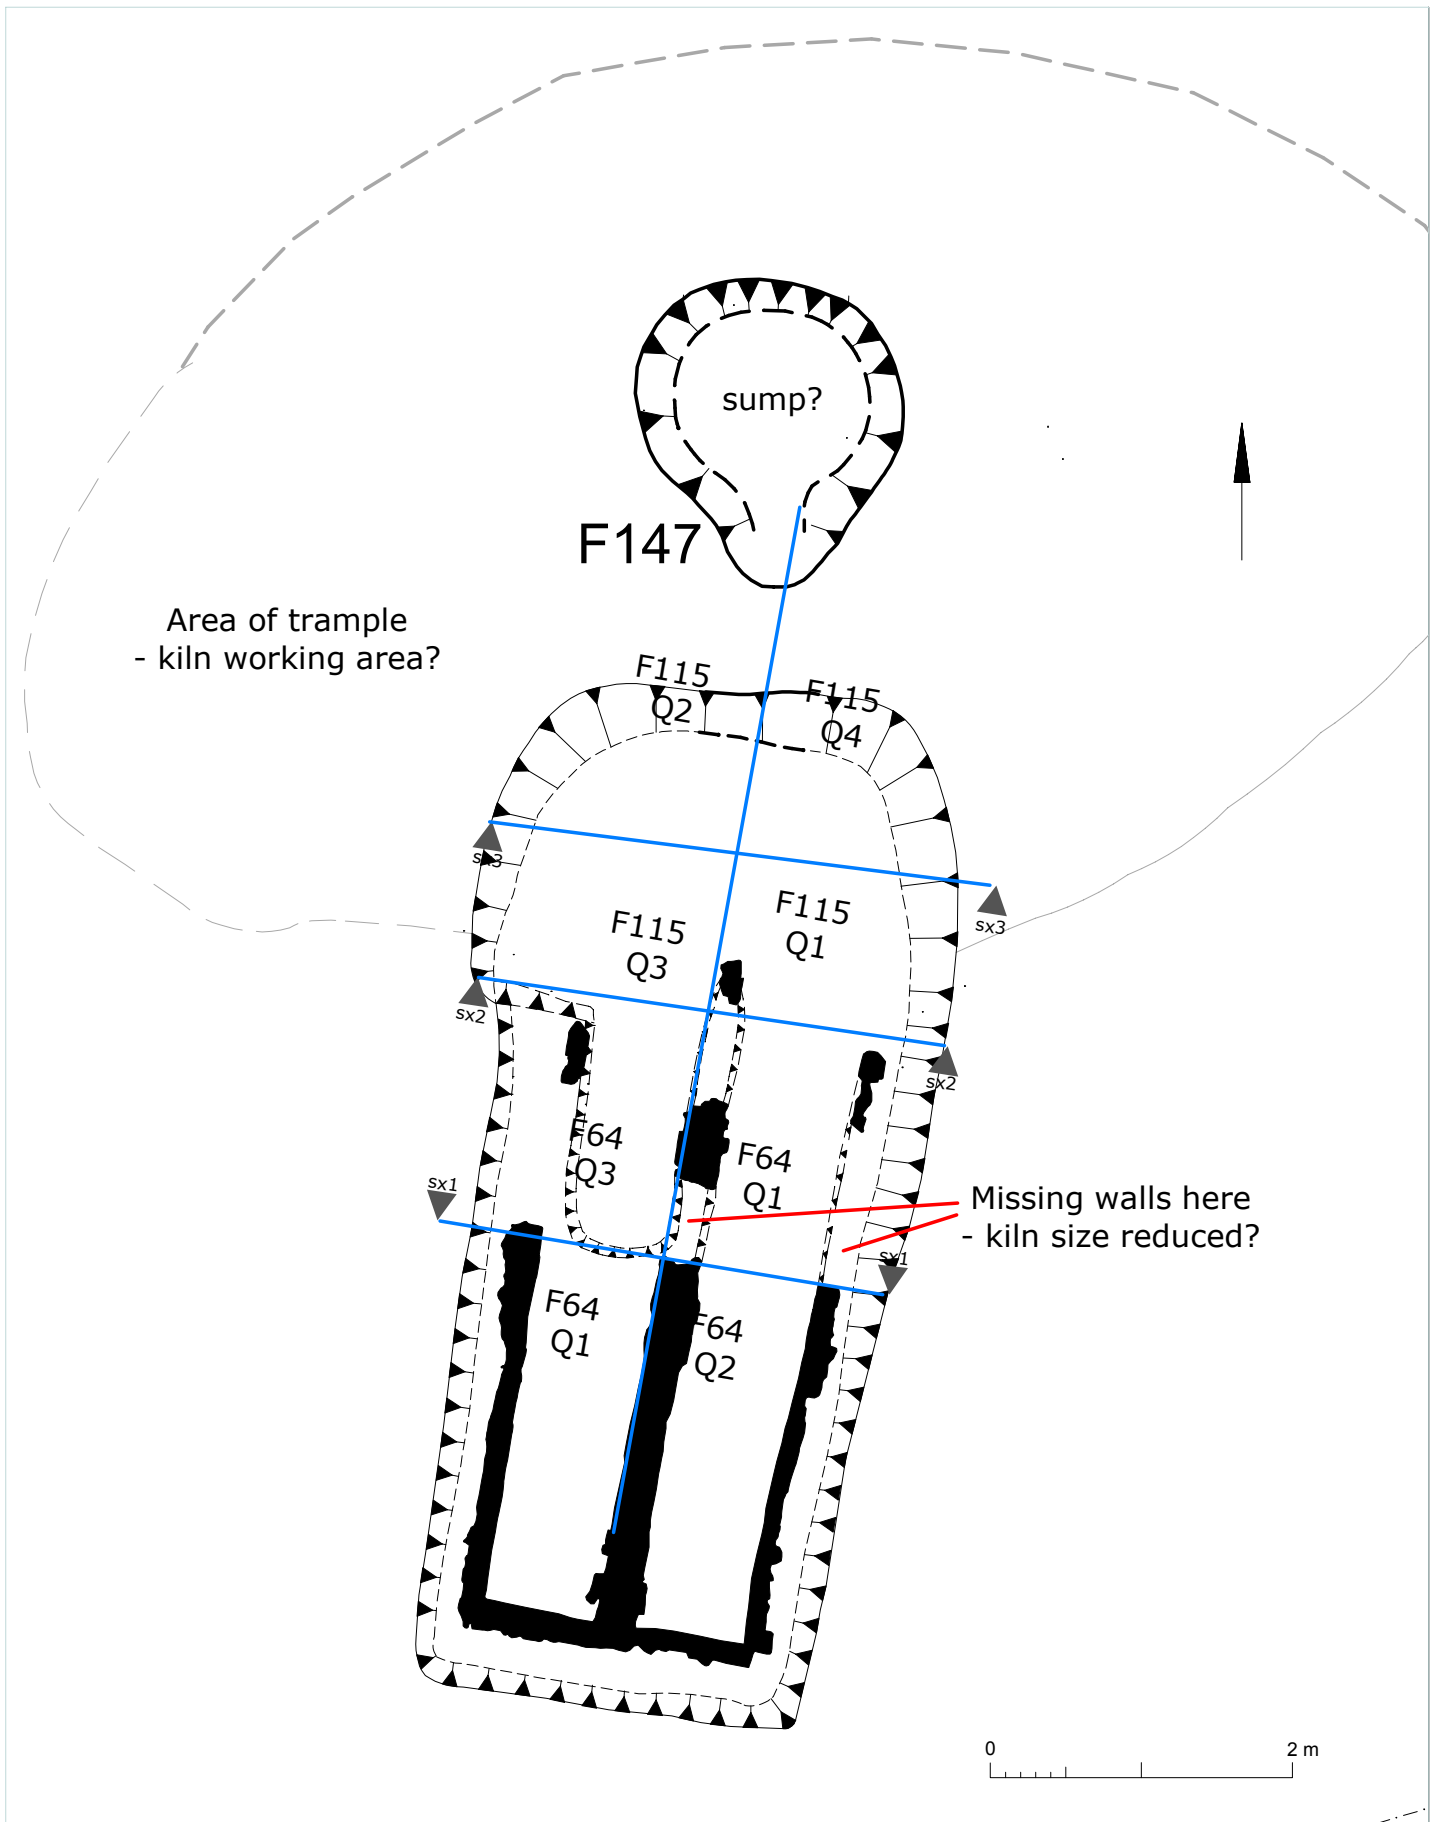 sump?
F147
Area of trample
- kiln working area?
F115
Q2
F115
Q4
sx3
sx3
F115
Q3
F115
Q1
sx2
sx2
F64
Q3
F64
Q1
sx1
Missing walls here
- kiln size reduced?
sx1
F64
Q1
F64
Q2
0 2 m